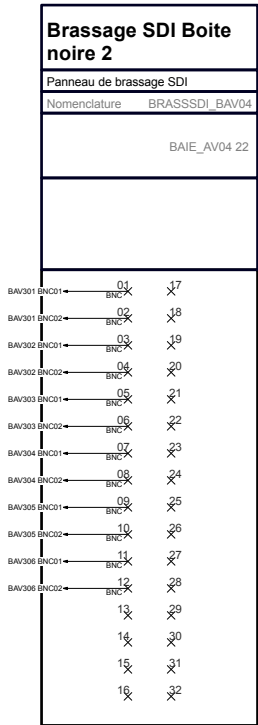 Brassage SDI Boite
noire 2
Panneau de brassage SDI
Nomenclature BRASSSDI_BAV04
BAIE_AV04 22
BAV301 BNC01 BNC 01 17
BAV301 BNC02 BNC 02 18
BAV302 BNC01 BNC 03 19
BAV302 BNC02 BNC 04 20
BAV303 BNC01 BNC 05 21
BAV303 BNC02 BNC 06 22
BAV304 BNC01 BNC 07 23
BAV304 BNC02 BNC 08 24
BAV305 BNC01 BNC 09 25
BAV305 BNC02 BNC 10 26
BAV306 BNC01 BNC 11 27
BAV306 BNC02 BNC 12 28
13 29
14 30
15 31
16 32